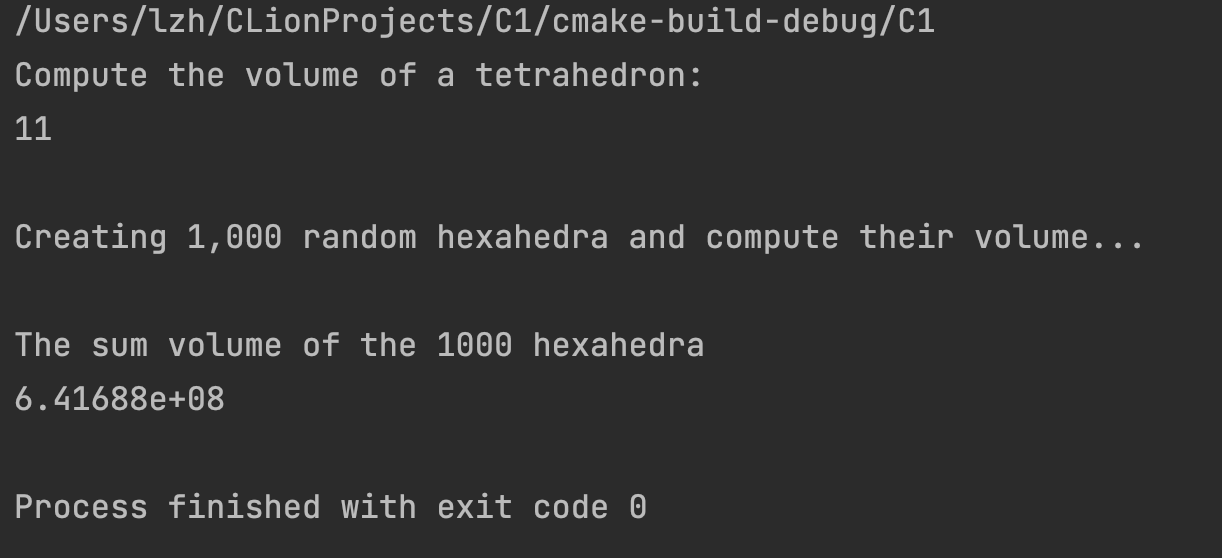 /Users/lzh/CLionProjects/C1/cmake-build-debug/C1
Compute the volume of a tetrahedron:
11
Creating 1,000 random hexahedra and compute their volume...
The sum volume of the 1000 hexahedra
6.41688e+08
Process finished with exit code 0